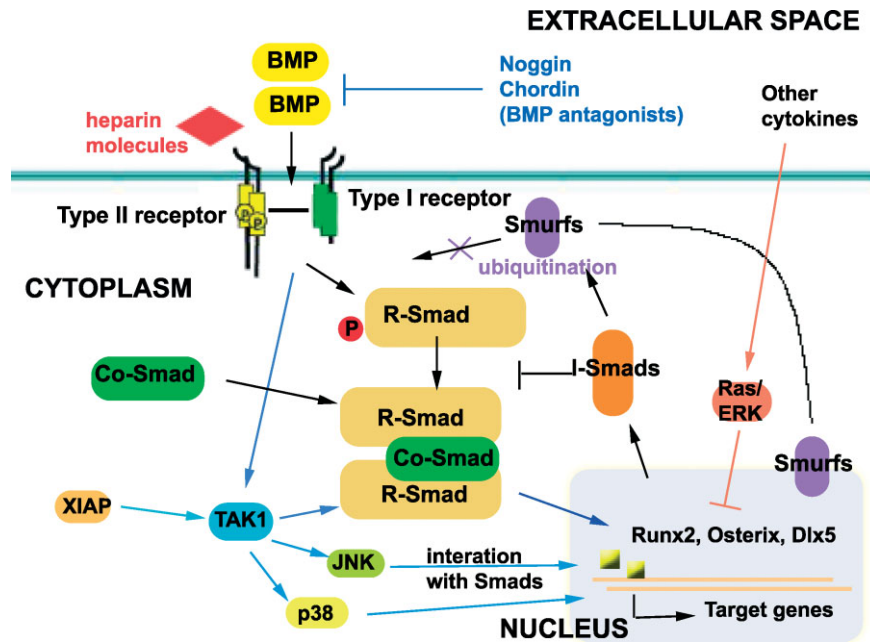 EXTRACELLULAR SPACE
BMP
BMP
Noggin
Chordin
(BMP antagonists)
Other
cytokines
heparin
molecules
Type II receptor
Type I receptor
P
P
Smurfs
ubiquitination
CYTOPLASM
R-Smad
P
I-Smads
Co-Smad
Ras/
ERK
R-Smad
Co-Smad
R-Smad
Smurfs
XIAP
TAK1
Runx2, Osterix, Dlx5
JNK
interation
with Smads
p38
Target genes
NUCLEUS